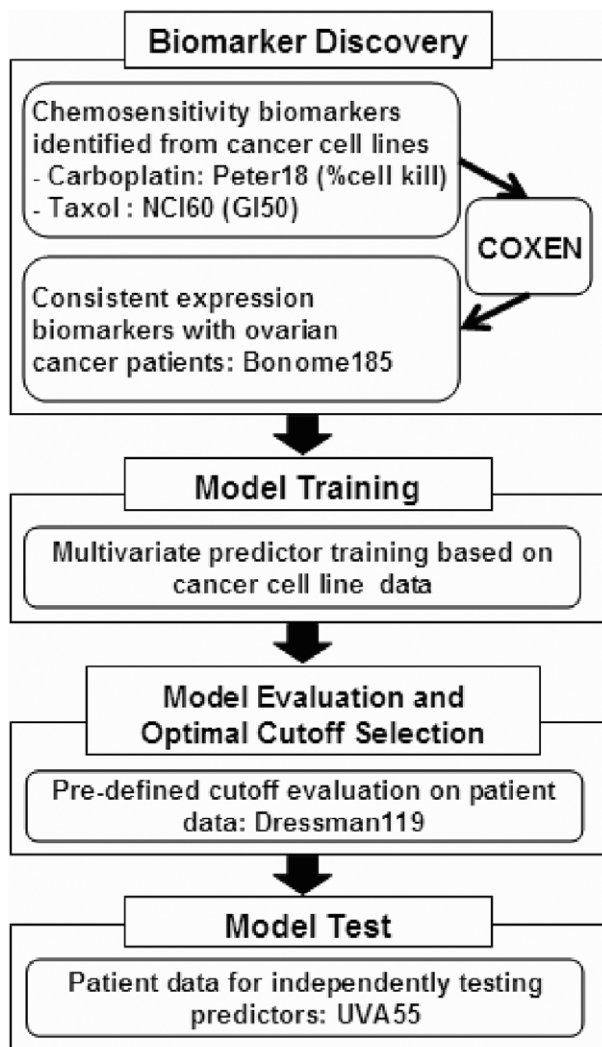 Biomarker Discovery
Chemosensitivity biomarkers
identified from cancer cell lines
- Carboplatin: Peter18 (%cell kill)
- Taxol : NCI60 (GI50)
COXEN
Consistent expression
biomarkers with ovarian
cancer patients: Bonome185
Model Training
Multivariate predictor training based on
cancer cell line data
Model Evaluation and
Optimal Cutoff Selection
Pre-defined cutoff evaluation on patient
data: Dressman119
Model Test
Patient data for independently testing
predictors: UVA55